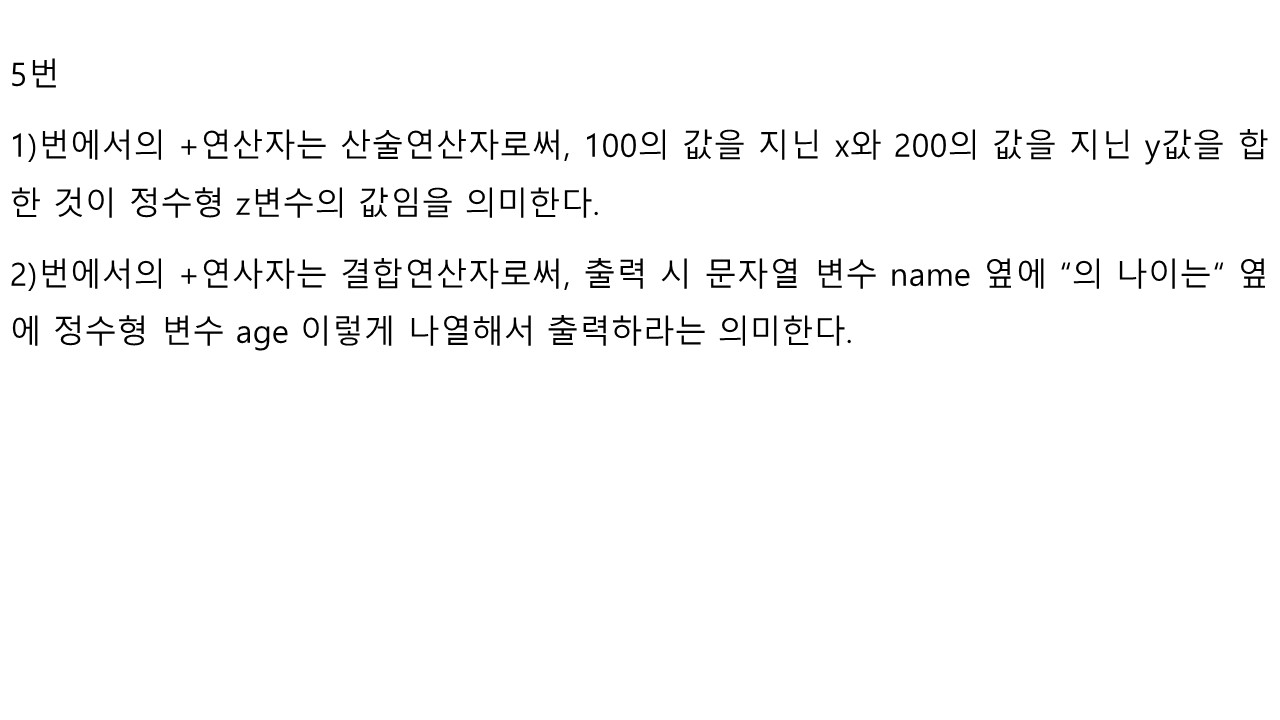 5번
1)번에서의 +연산자는 산술연산자로써, 100의 값을 지닌 x와 200의 값을 지닌 y값을 합
한 것이 정수형 z변수의 값임을 의미한다.
2)번에서의 +연사자는 결합연산자로써, 출력 시 문자열 변수 name 옆에 “의 나이는“ 옆
에 정수형 변수 age 이렇게 나열해서 출력하라는 의미한다.